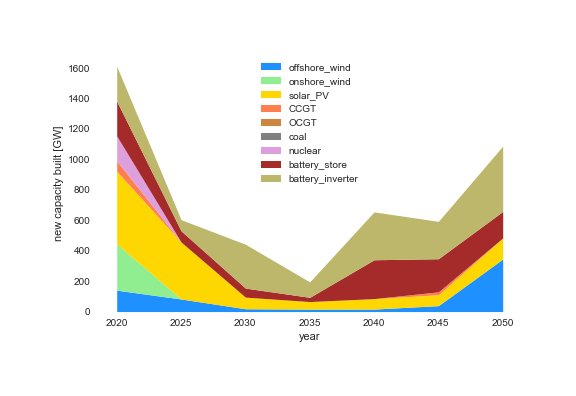 new capacity built [GW]
1600
1400
1200
1000
800
600
400
200
0
offshore_wind
onshore_wind
solar_PV
CCGT
OCGT
coal
nuclear
battery_store
battery_inverter
2020 2025 2030 2035 2040 2045 2050
year